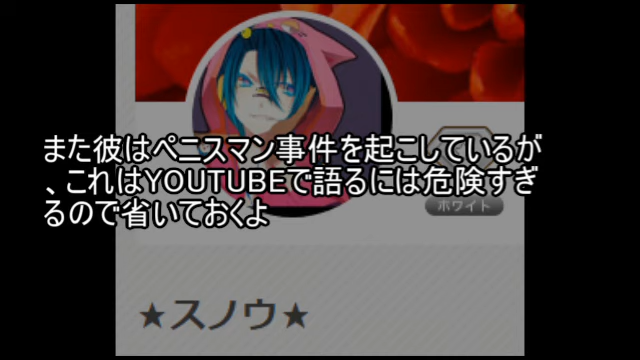 また彼はペニスマン事件を起こしているが
、これはYOUTUBEで語るには危険すぎ
るので省いておくよ
ホワイト
★スノウ★